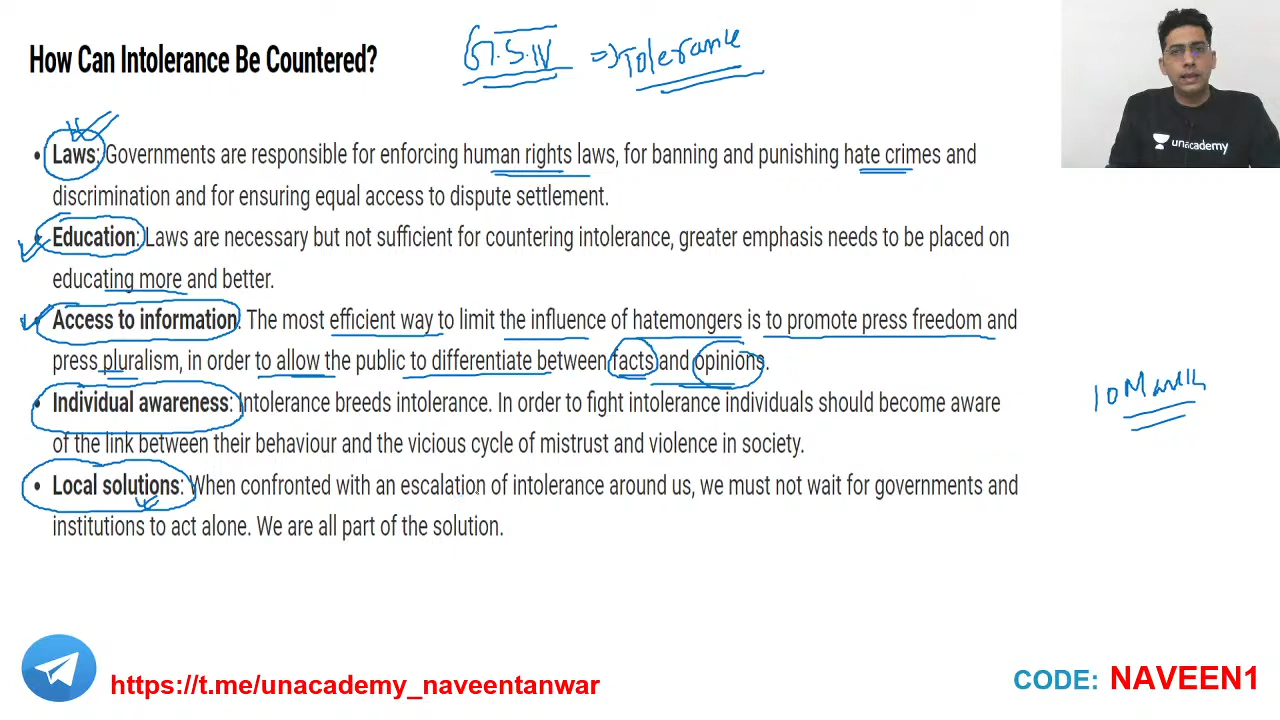 How Can Intolerance Be Countered?
G.S.IV => Tolerance
unacademy
• Laws: Governments are responsible for enforcing human rights laws, for banning and punishing hate crimes and
discrimination and for ensuring equal access to dispute settlement.
• Education: Laws are necessary but not sufficient for countering intolerance, greater emphasis needs to be placed on
educating more and better.
• Access to information: The most efficient way to limit the influence of hatemongers is to promote press freedom and
press pluralism, in order to allow the public to differentiate between facts and opinions.
10 Mark
• Individual awareness: Intolerance breeds intolerance. In order to fight intolerance individuals should become aware
of the link between their behaviour and the vicious cycle of mistrust and violence in society.
• Local solutions: When confronted with an escalation of intolerance around us, we must not wait for governments and
institutions to act alone. We are all part of the solution.
https://t.me/unacademy_naveentanwar
CODE: NAVEEN1